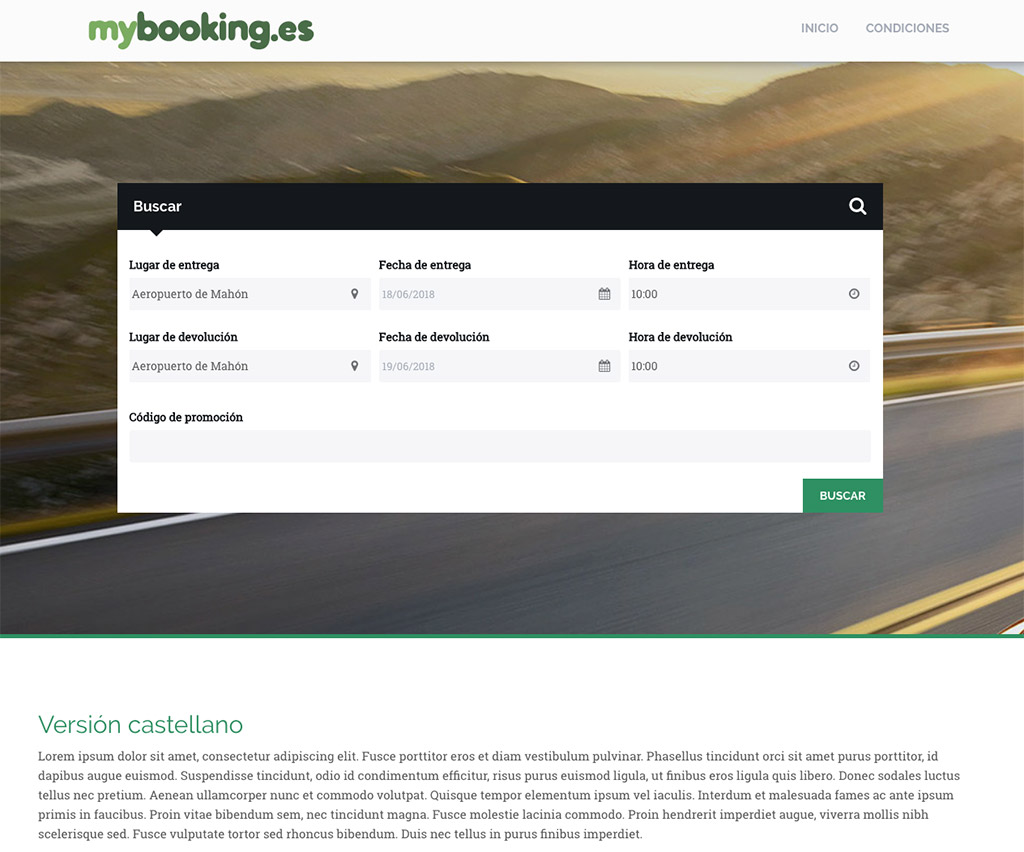 mybooking.es
INICIO CONDICIONES
Buscar
Lugar de entrega Fecha de entrega Hora de entrega
Aeropuerto de Mahón 18/06/2018 10:00
Lugar de devolución Fecha de devolución Hora de devolución
Aeropuerto de Mahón 19/06/2018 10:00
Código de promoción
BUSCAR
Versión castellano
Lorem ipsum dolor sit amet, consectetur adipiscing elit. Fusce porttitor eros et diam vestibulum pulvinar. Phasellus tincidunt orci sit amet purus porttitor, id
dapibus augue euismod. Suspendisse tincidunt, odio id condimentum efficitur, risus purus euismod ligula, ut finibus eros ligula quis libero. Donec sodales luctus
tellus nec pretium. Aenean ullamcorper nunc et commodo volutpat. Quisque tempor elementum ipsum vel iaculis. Interdum et malesuada fames ac ante ipsum
primis in faucibus. Proin vitae bibendum sem, nec tincidunt magna. Fusce molestie lacinia commodo. Proin hendrerit imperdiet augue, viverra mollis nibh
scelerisque sed. Fusce vulputate tortor sed rhoncus bibendum. Duis nec tellus in purus finibus imperdiet.